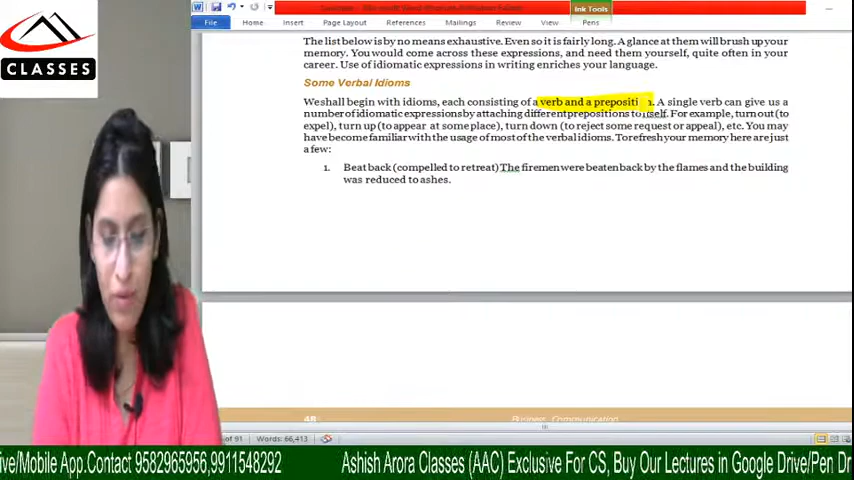 CLASSES
Ink Tools
File Home Insert Page Layout References Mailings Review View Pens
The list below is by no means exhaustive. Even so it is fairly long. A glance at them will brush up your
memory. You would come across these expressions, and need them yourself, quite often in your
career. Use of idiomatic expressions in writing enriches your language.
Some Verbal Idioms
We shall begin with idioms, each consisting of a verb and a prepositi n. A single verb can give us a
number of idiomatic expressions by attaching different prepositions to itself. For example, turn out (to
expel), turn up (to appear at some place), turn down (to reject some request or appeal), etc. You may
have become familiar with the usage of most of the verbal idioms. To refresh your memory here are just
a few:
1. Beat back (compelled to retreat) The firemen were beaten back by the flames and the building
was reduced to ashes.
48 Business Communication
of 91 Words: 66,413
ive/Mobile App.Contact 9582965956,9911548292 Ashish Arora Classes (AAC) Exclusive For CS, Buy Our Lectures in Google Drive/Pen Dr